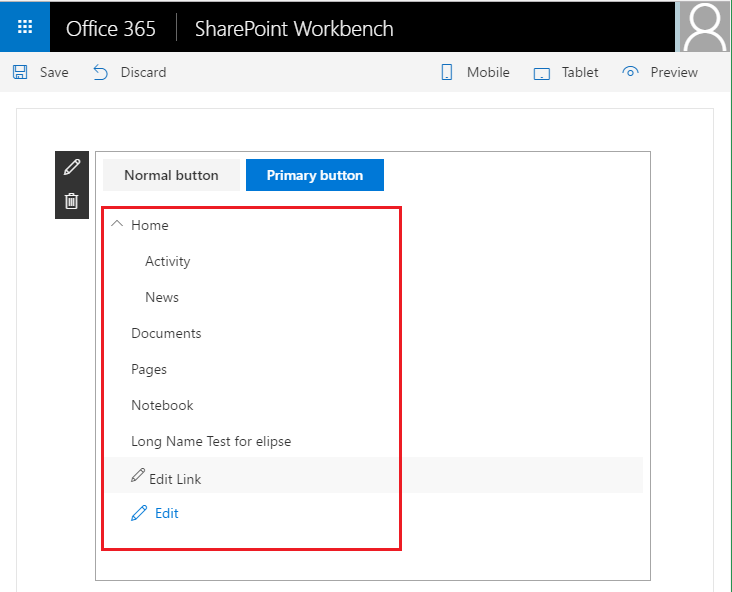 Office 365 SharePoint Workbench
Save Discard Mobile Tablet Preview
Normal button Primary button
Home
Activity
News
Documents
Pages
Notebook
Long Name Test for elipse
Edit Link
Edit